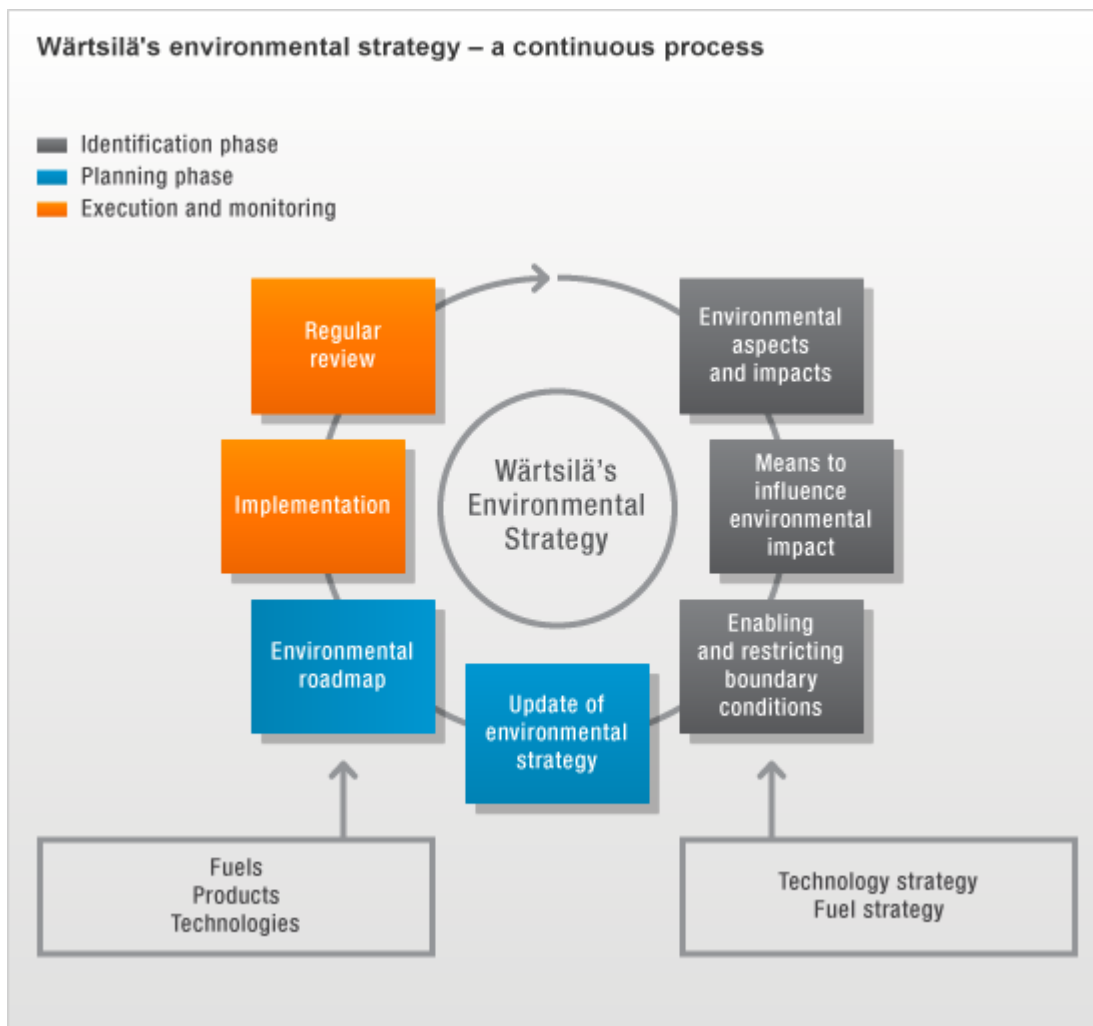 Wärtsilä's environmental strategy – a continuous process
Identification phase
Planning phase
Execution and monitoring
Regular
review
Environmental
aspects
and impacts
Implementation
Wärtsilä’s
Environmental
Strategy
Means to
influence
environmental
impact
Environmental
roadmap
Update of
environmental
strategy
Enabling
and restricting
boundary
conditions
Fuels
Products
Technologies
Technology strategy
Fuel strategy